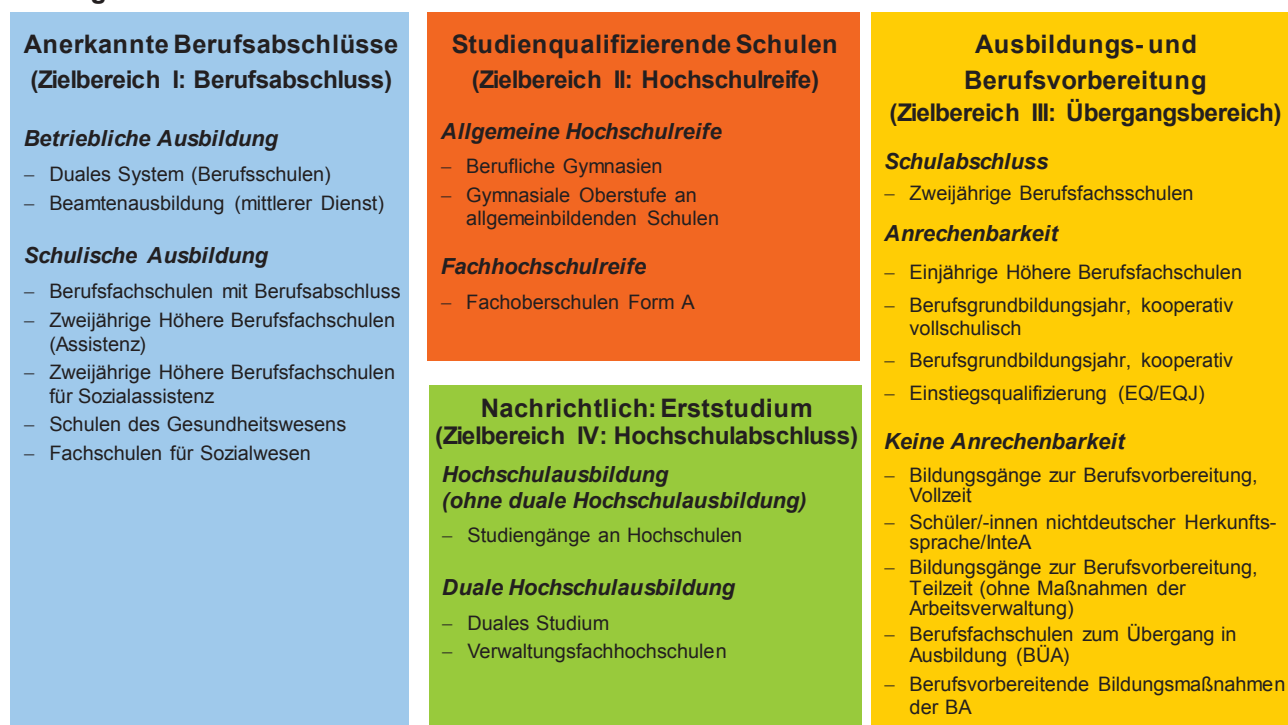 Anerkannte Berufsabschlüsse
(Zielbereich I: Berufsabschluss)
Betriebliche Ausbildung
– Duales System (Berufsschulen)
– Beamtenausbildung (mittlerer Dienst)
Schulische Ausbildung
– Berufsfachschulen mit Berufsabschluss
– Zweijährige Höhere Berufsfachschulen
(Assistenz)
– Zweijährige Höhere Berufsfachschulen
für Sozialassistenz
– Schulen des Gesundheitswesens
– Fachschulen für Sozialwesen
Studienqualifizierende Schulen
(Zielbereich II: Hochschulreife)
Allgemeine Hochschulreife
– Berufliche Gymnasien
– Gymnasiale Oberstufe an
allgemeinbildenden Schulen
Fachhochschulreife
– Fachoberschulen Form A
Nachrichtlich: Erststudium
(Zielbereich IV: Hochschulabschluss)
Hochschulausbildung
(ohne duale Hochschulausbildung)
– Studiengänge an Hochschulen
Duale Hochschulausbildung
– Duales Studium
– Verwaltungsfachhochschulen
Ausbildungs- und
Berufsvorbereitung
(Zielbereich III: Übergangsbereich)
Schulabschluss
– Zweijährige Berufsfachsschulen
Anrechenbarkeit
– Einjährige Höhere Berufsfachschulen
– Berufsgrundbildungsjahr, kooperativ
vollschulisch
– Berufsgrundbildungsjahr, kooperativ
– Einstiegsqualifizierung (EQ/EQJ)
Keine Anrechenbarkeit
– Bildungsgänge zur Berufsvorbereitung,
Vollzeit
– Schüler/-innen nichtdeutscher Herkunfts-
sprache/InteA
– Bildungsgänge zur Berufsvorbereitung,
Teilzeit (ohne Maßnahmen der
Arbeitsverwaltung)
– Berufsfachschulen zum Übergang in
Ausbildung (BÜA)
– Berufsvorbereitende Bildungsmaßnahmen
der BA